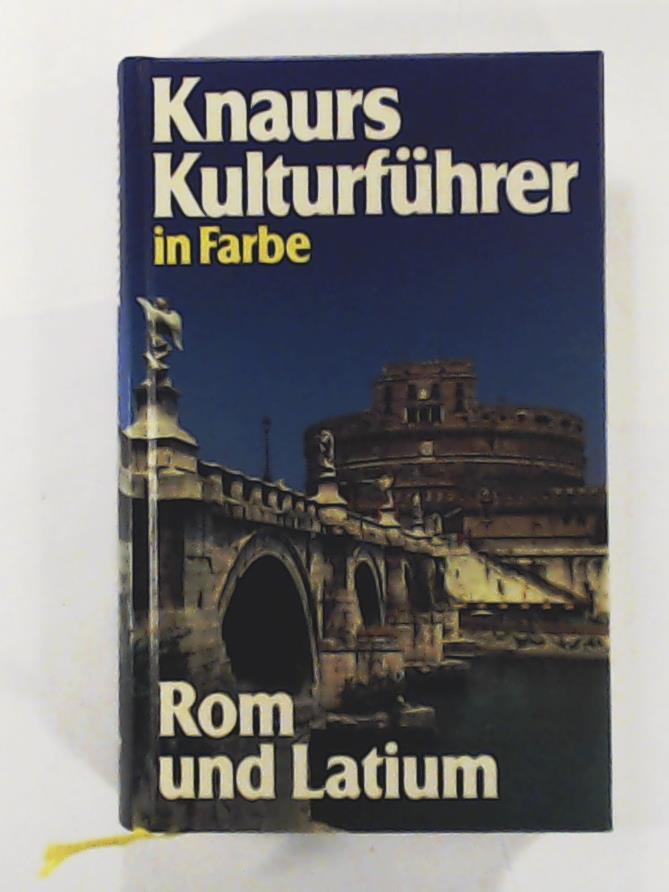 Knaurs
Kulturführer
in Farbe
Rom
und Latium